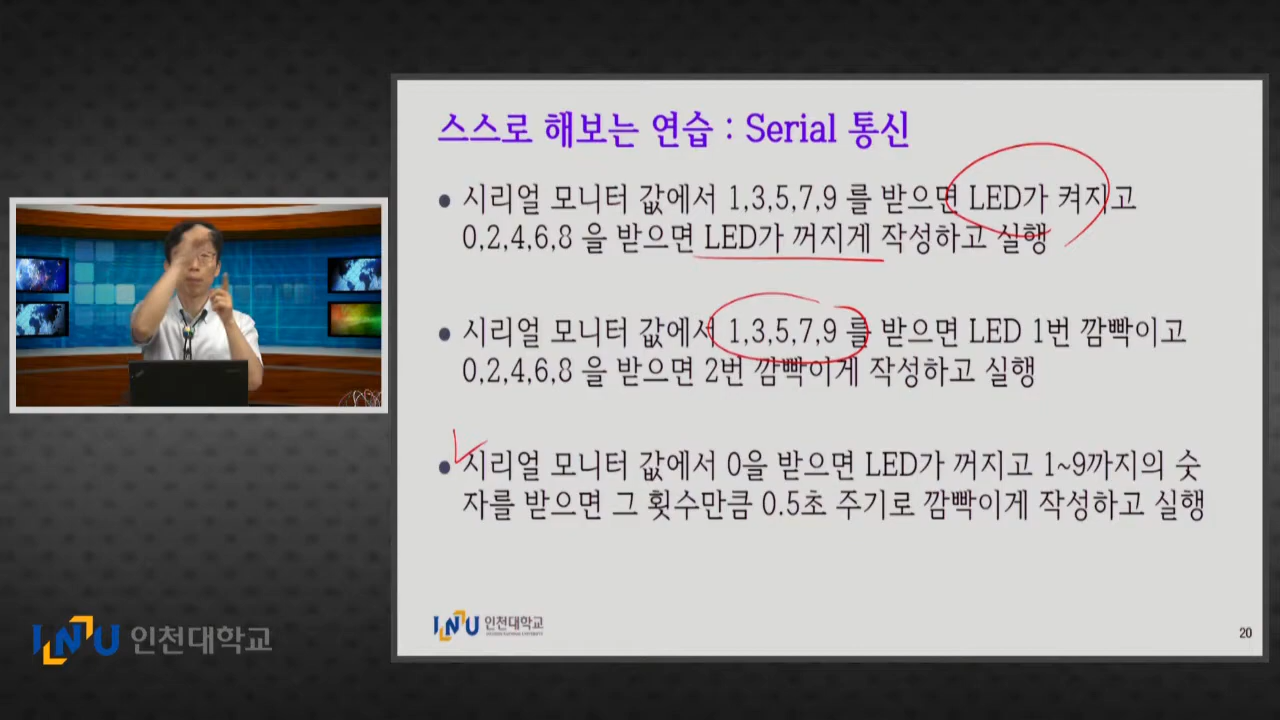 스스로 해보는 연습 : Serial 통신
● 시리얼 모니터 값에서 1,3,5,7,9 를 받으면 LED가 켜지고
0,2,4,6,8 을 받으면 LED가 꺼지게 작성하고 실행
● 시리얼 모니터 값에서 1,3,5,7,9 를 받으면 LED 1번 깜빡이고
0,2,4,6,8 을 받으면 2번 깜빡이게 작성하고 실행
● 시리얼 모니터 값에서 0을 받으면 LED가 꺼지고 1~9까지의 숫
자를 받으면 그 횟수만큼 0.5초 주기로 깜빡이게 작성하고 실행
INU 인천대학교
20
INU 인천대학교